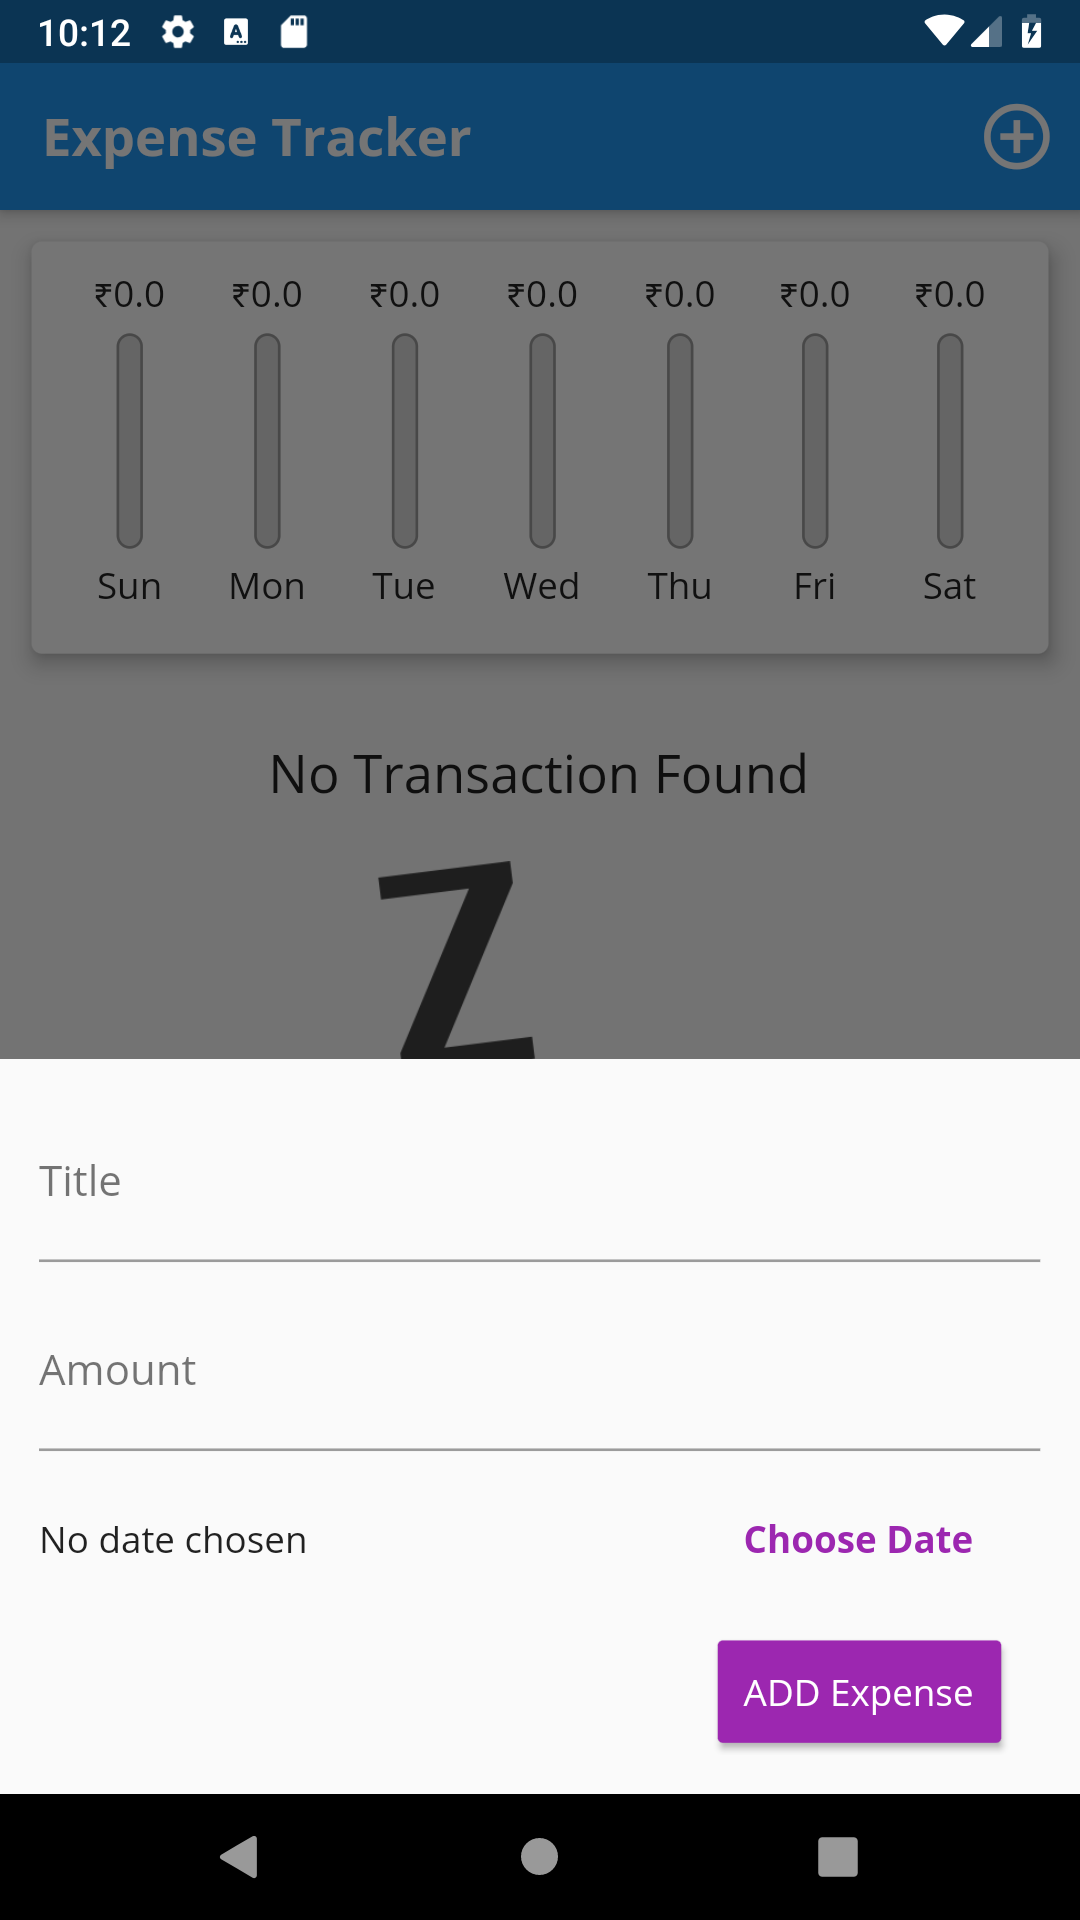 10:12
Expense Tracker
₹0.0 ₹0.0 ₹0.0 ₹0.0 ₹0.0 ₹0.0 ₹0.0
Sun Mon Tue Wed Thu Fri Sat
No Transaction Found
Z
Title
Amount
No date chosen Choose Date
ADD Expense